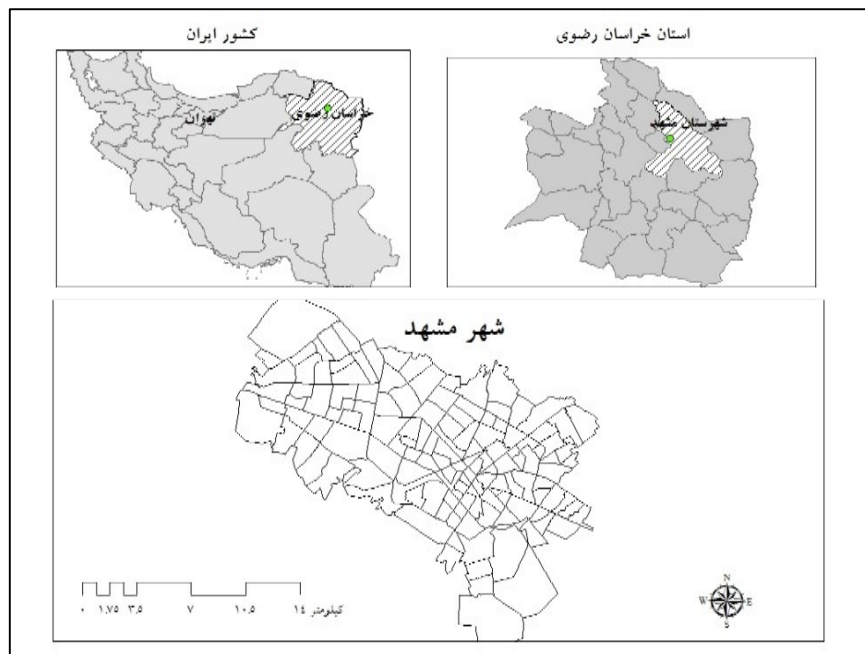 استان خراسان رضوی
کشور ایران
شهرستان مشهد
خراسان رضوی
تهران
شهر مشهد
۰ ۱,۷۵ ۳,۵ ۷ ۱۰,۵ ۱۴ کیلومتر
N
W E
S